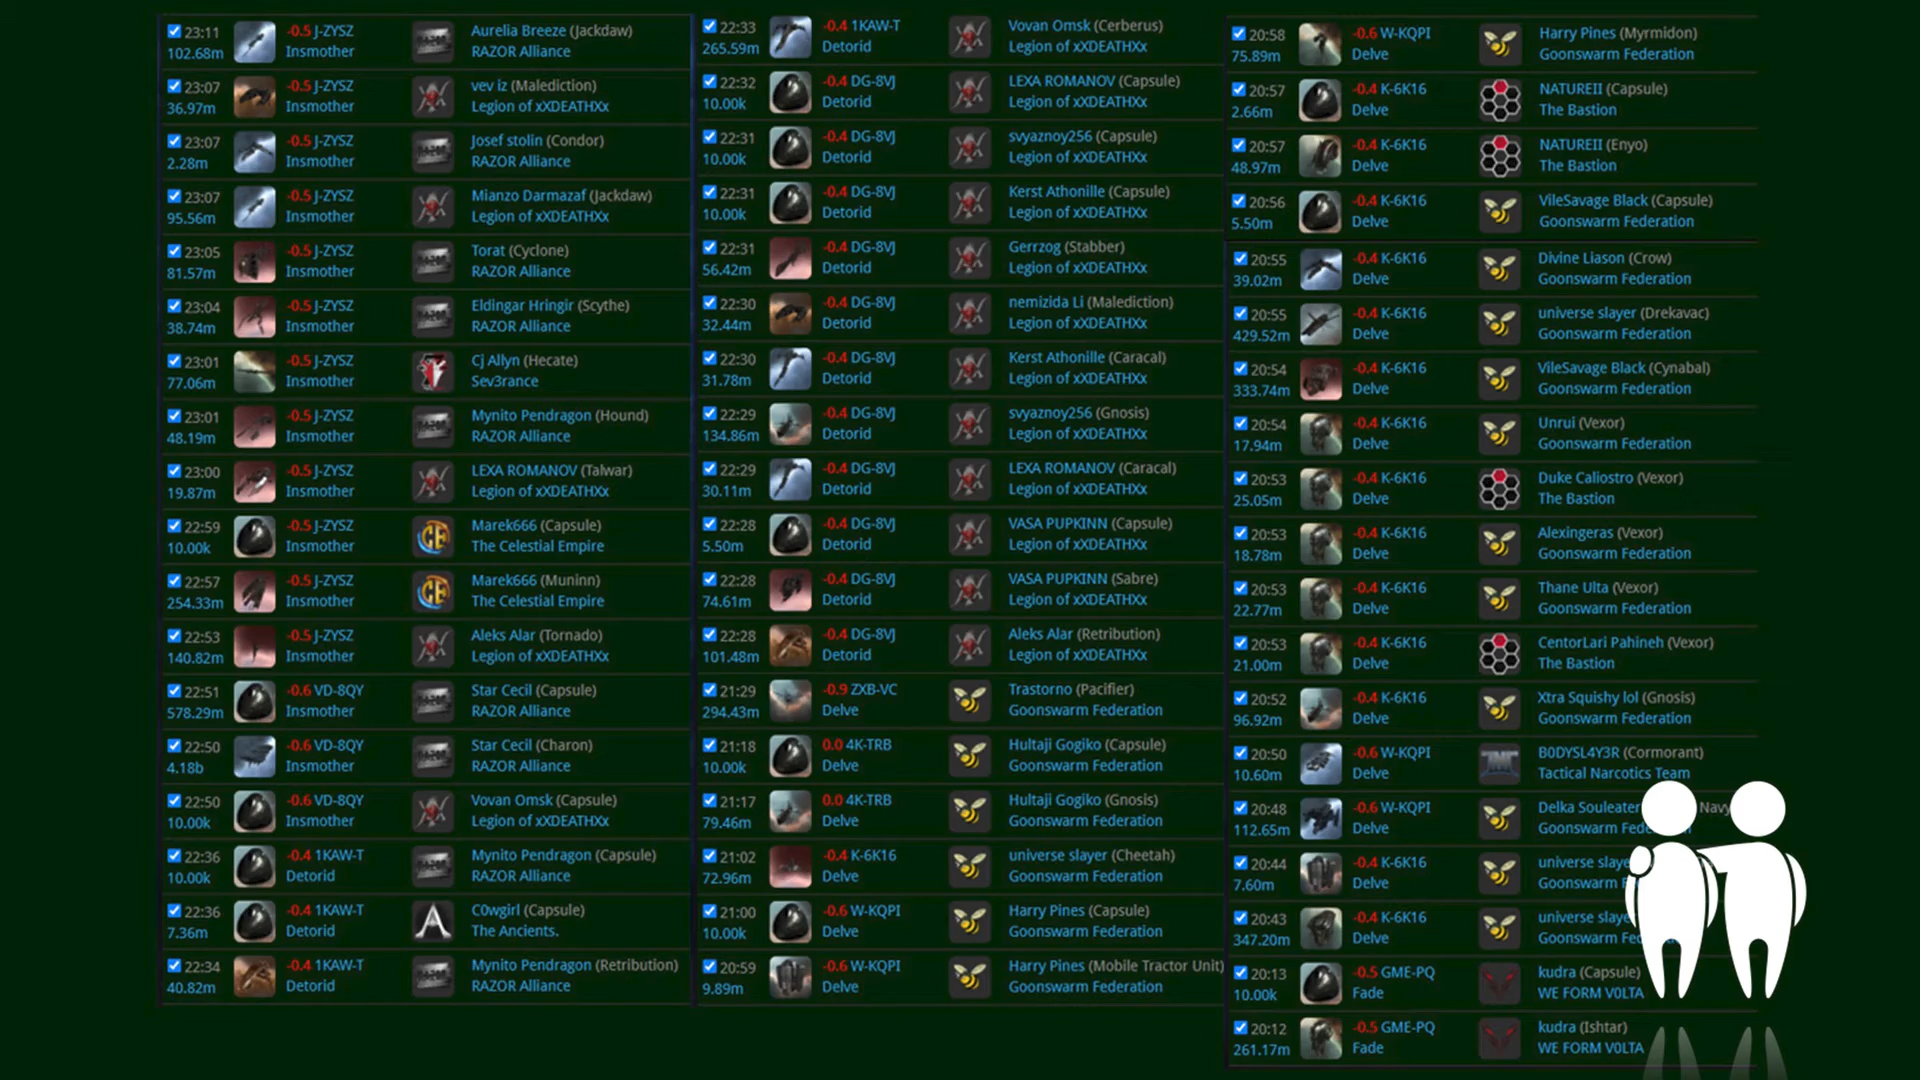 23:11 -0.5 J-ZYSZ Aurelia Breeze (Jackdaw)
102.68m Insmother RAZOR Alliance
23:07 -0.5 J-ZYSZ vev iz (Malediction)
36.97m Insmother Legion of xXDEATHXx
23:07 -0.5 J-ZYSZ Josef stolin (Condor)
2.28m Insmother RAZOR Alliance
23:07 -0.5 J-ZYSZ Mianzo Darmazaf (Jackdaw)
95.56m Insmother Legion of xXDEATHXx
23:05 -0.5 J-ZYSZ Torat (Cyclone)
81.57m Insmother RAZOR Alliance
23:04 -0.5 J-ZYSZ Eldingar Hringir (Scythe)
38.74m Insmother RAZOR Alliance
23:01 -0.5 J-ZYSZ Cj Allyn (Hecate)
77.06m Insmother Sev3rance
23:01 -0.5 J-ZYSZ Mynito Pendragon (Hound)
48.19m Insmother RAZOR Alliance
23:00 -0.5 J-ZYSZ LEXA ROMANOV (Talwar)
19.87m Insmother Legion of xXDEATHXx
22:59 -0.5 J-ZYSZ Marek666 (Capsule)
10.00k Insmother The Celestial Empire
22:57 -0.5 J-ZYSZ Marek666 (Muninn)
254.33m Insmother The Celestial Empire
22:53 -0.5 J-ZYSZ Aleks Alar (Tornado)
140.82m Insmother Legion of xXDEATHXx
22:51 -0.6 VD-8QY Star Cecil (Capsule)
578.29m Insmother RAZOR Alliance
22:50 -0.6 VD-8QY Star Cecil (Charon)
4.18b Insmother RAZOR Alliance
22:50 -0.6 VD-8QY Vovan Omsk (Capsule)
10.00k Insmother Legion of xXDEATHXx
22:36 -0.4 1KAW-T Mynito Pendragon (Capsule)
10.00k Detorid RAZOR Alliance
22:36 -0.4 1KAW-T C0wgirl (Capsule)
7.36m Detorid The Ancients.
22:34 -0.4 1KAW-T Mynito Pendragon (Retribution)
40.82m Detorid RAZOR Alliance
22:33 -0.4 1KAW-T Vovan Omsk (Cerberus)
265.59m Detorid Legion of xXDEATHXx
22:32 -0.4 DG-8VJ LEXA ROMANOV (Capsule)
10.00k Detorid Legion of xXDEATHXx
22:31 -0.4 DG-8VJ svyaznoy256 (Capsule)
10.00k Detorid Legion of xXDEATHXx
22:31 -0.4 DG-8VJ Kerst Athonille (Capsule)
10.00k Detorid Legion of xXDEATHXx
22:31 -0.4 DG-8VJ Gerrzog (Stabber)
56.42m Detorid Legion of xXDEATHXx
22:30 -0.4 DG-8VJ nemizida Li (Malediction)
32.44m Detorid Legion of xXDEATHXx
22:30 -0.4 DG-8VJ Kerst Athonille (Caracal)
31.78m Detorid Legion of xXDEATHXx
22:29 -0.4 DG-8VJ svyaznoy256 (Gnosis)
134.86m Detorid Legion of xXDEATHXx
22:29 -0.4 DG-8VJ LEXA ROMANOV (Caracal)
30.11m Detorid Legion of xXDEATHXx
22:28 -0.4 DG-8VJ VASA PUPKINN (Capsule)
5.50m Detorid Legion of xXDEATHXx
22:28 -0.4 DG-8VJ VASA PUPKINN (Sabre)
74.61m Detorid Legion of xXDEATHXx
22:28 -0.4 DG-8VJ Aleks Alar (Retribution)
101.48m Detorid Legion of xXDEATHXx
21:29 -0.9 ZXB-VC Trastorno (Pacifier)
294.43m Delve Goonswarm Federation
21:18 0.0 4K-TRB Hultaji Gogiko (Capsule)
10.00k Delve Goonswarm Federation
21:17 0.0 4K-TRB Hultaji Gogiko (Gnosis)
79.46m Delve Goonswarm Federation
21:02 -0.4 K-6K16 universe slayer (Cheetah)
72.96m Delve Goonswarm Federation
21:00 -0.6 W-KQPI Harry Pines (Capsule)
10.00k Delve Goonswarm Federation
20:59 -0.6 W-KQPI Harry Pines (Mobile Tractor Unit)
9.89m Delve Goonswarm Federation
20:58 -0.6 W-KQPI Harry Pines (Myrmidon)
75.89m Delve Goonswarm Federation
20:57 -0.4 K-6K16 NATUREII (Capsule)
2.66m Delve The Bastion
20:57 -0.4 K-6K16 NATUREII (Enyo)
48.97m Delve The Bastion
20:56 -0.4 K-6K16 VileSavage Black (Capsule)
5.50m Delve Goonswarm Federation
20:55 -0.4 K-6K16 Divine Liason (Crow)
39.02m Delve Goonswarm Federation
20:55 -0.4 K-6K16 universe slayer (Drekavac)
429.52m Delve Goonswarm Federation
20:54 -0.4 K-6K16 VileSavage Black (Cynabal)
333.74m Delve Goonswarm Federation
20:54 -0.4 K-6K16 Unrui (Vexor)
17.94m Delve Goonswarm Federation
20:53 -0.4 K-6K16 Duke Caliostro (Vexor)
25.05m Delve The Bastion
20:53 -0.4 K-6K16 Alexingeras (Vexor)
18.78m Delve Goonswarm Federation
20:53 -0.4 K-6K16 Thane Ulta (Vexor)
22.77m Delve Goonswarm Federation
20:53 -0.4 K-6K16 CentorLari Pahineh (Vexor)
21.00m Delve The Bastion
20:52 -0.4 K-6K16 Xtra Squishy lol (Gnosis)
96.92m Delve Goonswarm Federation
20:50 -0.6 W-KQPI B0DYSL4Y3R (Cormorant)
10.60m Delve Tactical Narcotics Team
20:48 -0.6 W-KQPI Delka Souleater Navy
112.65m Delve Goonswarm
20:44 -0.4 K-6K16 universe
7.60m Delve Goonswarm
20:43 -0.4 K-6K16 universe
347.20m Delve Goonswarm
20:13 -0.5 GME-PQ kudra (Capsule)
10.00k Fade WE FORM V0LTA
20:12 -0.5 GME-PQ kudra (Ishtar)
261.17m Fade WE FORM V0LTA